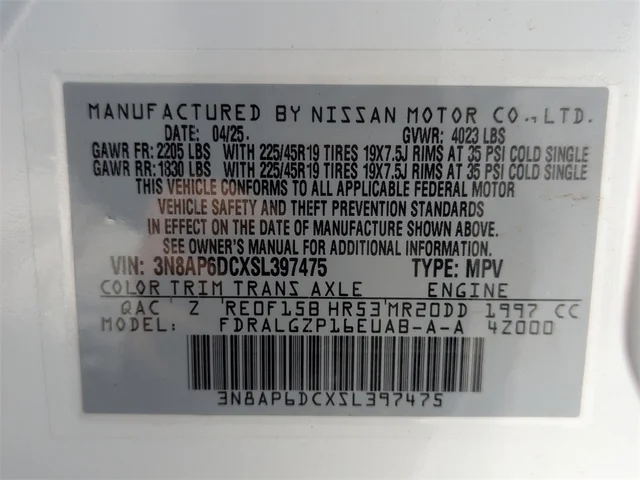 MANUFACTURED BY NISSAN MOTOR CO., LTD.
DATE: 04/25. GVWR: 4023 LBS
GAWR FR: 2205 LBS WITH 225/45R19 TIRES 19X7.5J RIMS AT 35 PSI COLD SINGLE
GAWR RR: 1830 LBS WITH 225/45R19 TIRES 19X7.5J RIMS AT 35 PSI COLD SINGLE
THIS VEHICLE CONFORMS TO ALL APPLICABLE FEDERAL MOTOR
VEHICLE SAFETY AND THEFT PREVENTION STANDARDS
IN EFFECT ON THE DATE OF MANUFACTURE SHOWN ABOVE.
SEE OWNER'S MANUAL FOR ADDITIONAL INFORMATION.
VIN: 3N8AP6DCXSL397475 TYPE: MPV
COLOR TRIM TRANS AXLE ENGINE
QAC Z RE0F15B HR53 MR20DD 1997 CC
MODEL: FDRALGZP16EUAB-A-A 4Z000
3N8AP6DCXSL397475